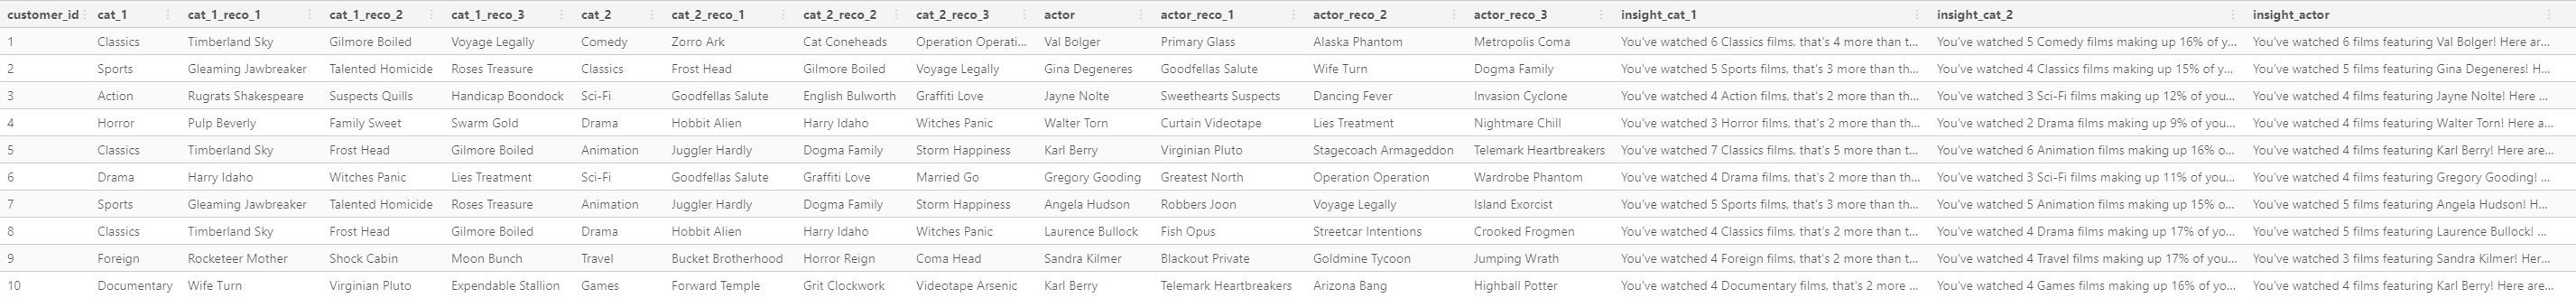 customer_id cat_1 cat_1_reco_1 cat_1_reco_2 cat_1_reco_3 cat_2 cat_2_reco_1 cat_2_reco_2 cat_2_reco_3 actor actor_reco_1 actor_reco_2 actor_reco_3 insight_cat_1 insight_cat_2 insight_actor
1 Classics Timberland Sky Gilmore Boiled Voyage Legally Comedy Zorro Ark Cat Coneheads Operation Operati... Val Bolger Primary Glass Alaska Phantom Metropolis Coma You've watched 6 Classics films, that's 4 more than t... You've watched 5 Comedy films making up 16% of y... You've watched 6 films featuring Val Bolger! Here ar...
2 Sports Gleaming Jawbreaker Talented Homicide Roses Treasure Classics Frost Head Gilmore Boiled Voyage Legally Gina Degeneres Goodfellas Salute Wife Turn Dogma Family You've watched 5 Sports films, that's 3 more than th... You've watched 4 Classics films making up 15% of y... You've watched 5 films featuring Gina Degeneres! H...
3 Action Rugrats Shakespeare Suspects Quills Handicap Boondock Sci-Fi Goodfellas Salute English Bulworth Graffiti Love Jayne Nolte Sweethearts Suspects Dancing Fever Invasion Cyclone You've watched 4 Action films, that's 2 more than th... You've watched 3 Sci-Fi films making up 12% of you... You've watched 4 films featuring Jayne Nolte! Here ...
4 Horror Pulp Beverly Family Sweet Swarm Gold Drama Hobbit Alien Harry Idaho Witches Panic Walter Torn Curtain Videotape Lies Treatment Nightmare Chill You've watched 3 Horror films, that's 2 more than th... You've watched 2 Drama films making up 9% of you... You've watched 4 films featuring Walter Torn! Here a...
5 Classics Timberland Sky Frost Head Gilmore Boiled Animation Juggler Hardly Dogma Family Storm Happiness Karl Berry Virginian Pluto Stagecoach Armageddon Telemark Heartbreakers You've watched 7 Classics films, that's 5 more than t... You've watched 6 Animation films making up 16% o... You've watched 4 films featuring Karl Berry! Here are...
6 Drama Harry Idaho Witches Panic Lies Treatment Sci-Fi Goodfellas Salute Graffiti Love Married Go Gregory Gooding Greatest North Operation Operation Wardrobe Phantom You've watched 4 Drama films, that's 2 more than th... You've watched 3 Sci-Fi films making up 11% of you... You've watched 4 films featuring Gregory Gooding! ...
7 Sports Gleaming Jawbreaker Talented Homicide Roses Treasure Animation Juggler Hardly Dogma Family Storm Happiness Angela Hudson Robbers Joon Voyage Legally Island Exorcist You've watched 5 Sports films, that's 3 more than th... You've watched 5 Animation films making up 15% o... You've watched 5 films featuring Angela Hudson! H...
8 Classics Timberland Sky Frost Head Gilmore Boiled Drama Hobbit Alien Harry Idaho Witches Panic Laurence Bullock Fish Opus Streetcar Intentions Crooked Frogmen You've watched 4 Classics films, that's 2 more than t... You've watched 4 Drama films making up 17% of yo... You've watched 5 films featuring Laurence Bullock! ...
9 Foreign Rocketeer Mother Shock Cabin Moon Bunch Travel Bucket Brotherhood Horror Reign Coma Head Sandra Kilmer Blackout Private Goldmine Tycoon Jumping Wrath You've watched 4 Foreign films, that's 2 more than th... You've watched 4 Travel films making up 17% of you... You've watched 3 films featuring Sandra Kilmer! Her...
10 Documentary Wife Turn Virginian Pluto Expendable Stallion Games Forward Temple Grit Clockwork Videotape Arsenic Karl Berry Telemark Heartbreakers Arizona Bang Highball Potter You've watched 4 Documentary films, that's 2 more ... You've watched 4 Games films making up 16% of yo... You've watched 4 films featuring Karl Berry! Here are...